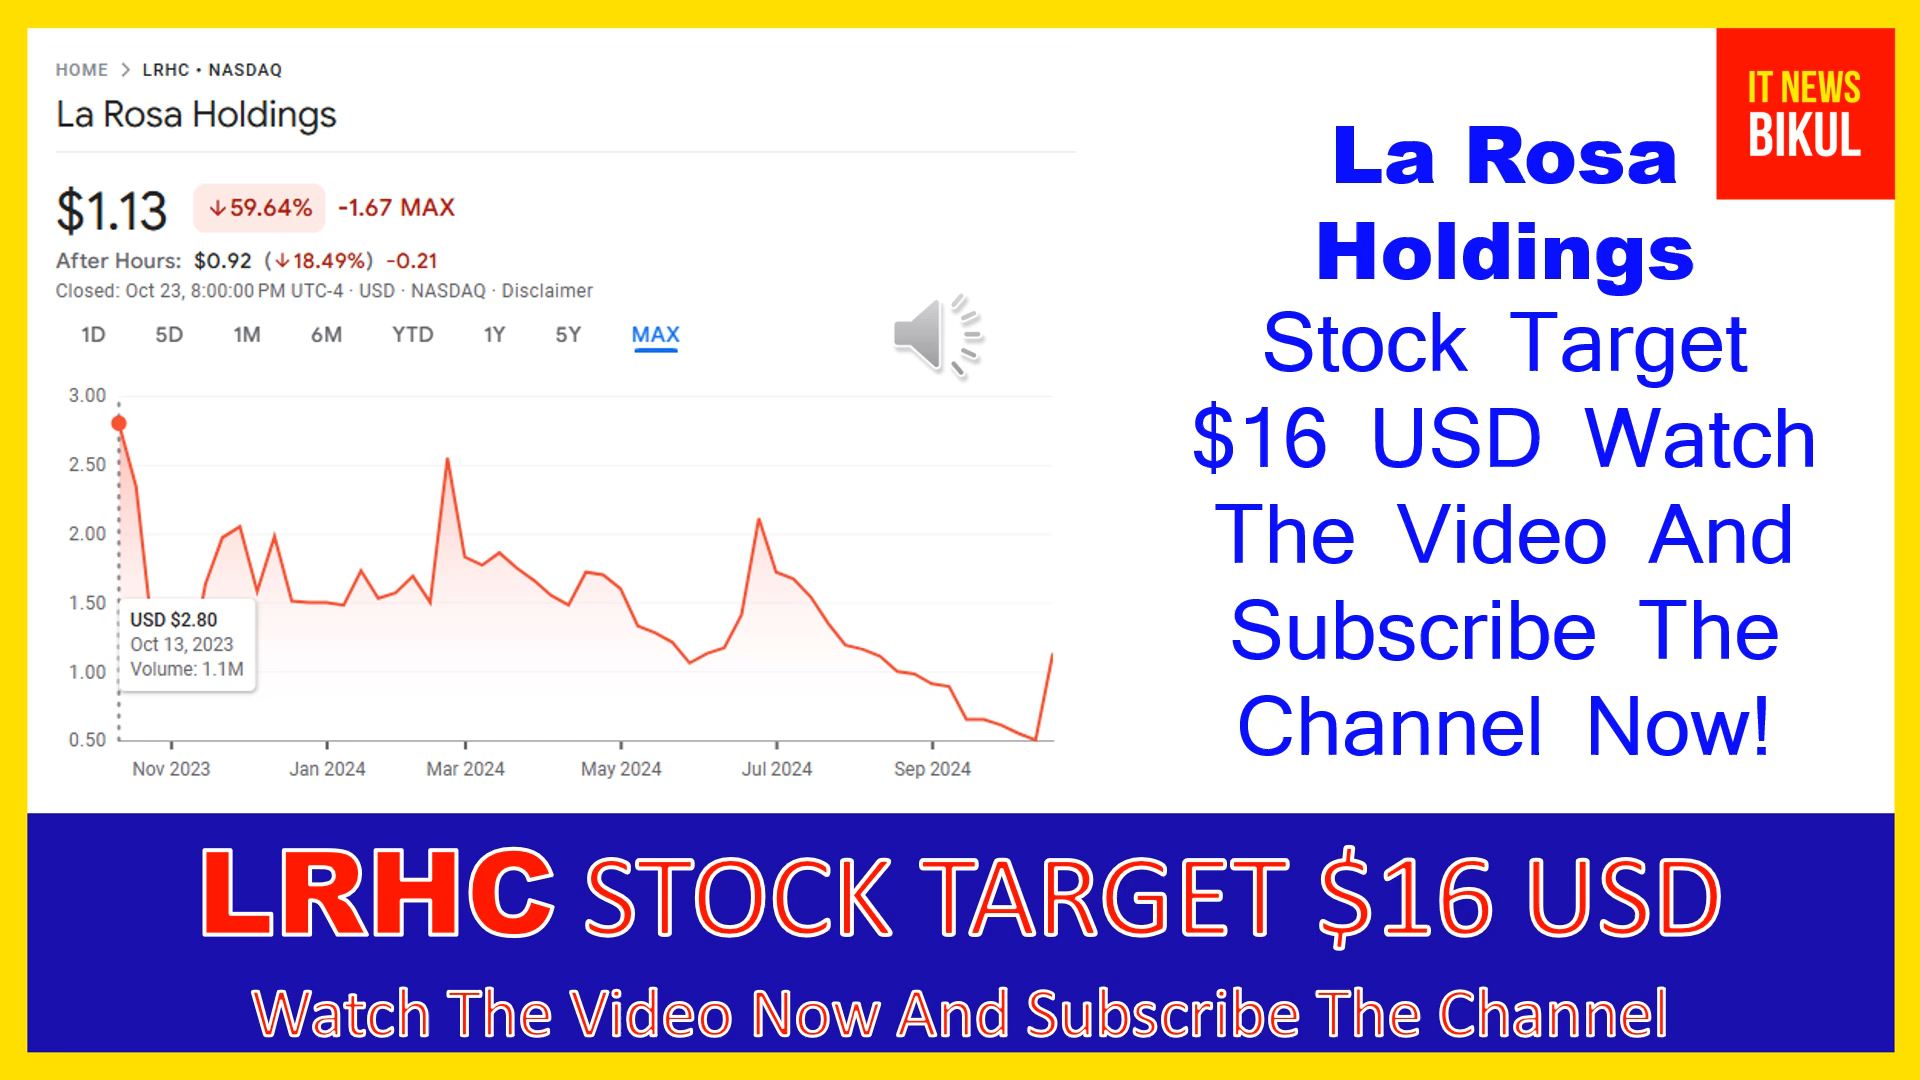 HOME > LRHC • NASDAQ
La Rosa Holdings
$1.13 ↓59.64% -1.67 MAX
After Hours: $0.92 (↓18.49%) -0.21
Closed: Oct 23, 8:00:00 PM UTC-4 · USD · NASDAQ · Disclaimer
1D 5D 1M 6M YTD 1Y 5Y MAX
3.00
2.50
2.00
1.50
1.00
0.50
USD $2.80
Oct 13, 2023
Volume: 1.1M
Nov 2023 Jan 2024 Mar 2024 May 2024 Jul 2024 Sep 2024
IT NEWS
BIKUL
La Rosa
Holdings
Stock Target
$16 USD Watch
The Video And
Subscribe The
Channel Now!
LRHC STOCK TARGET $16 USD
Watch The Video Now And Subscribe The Channel